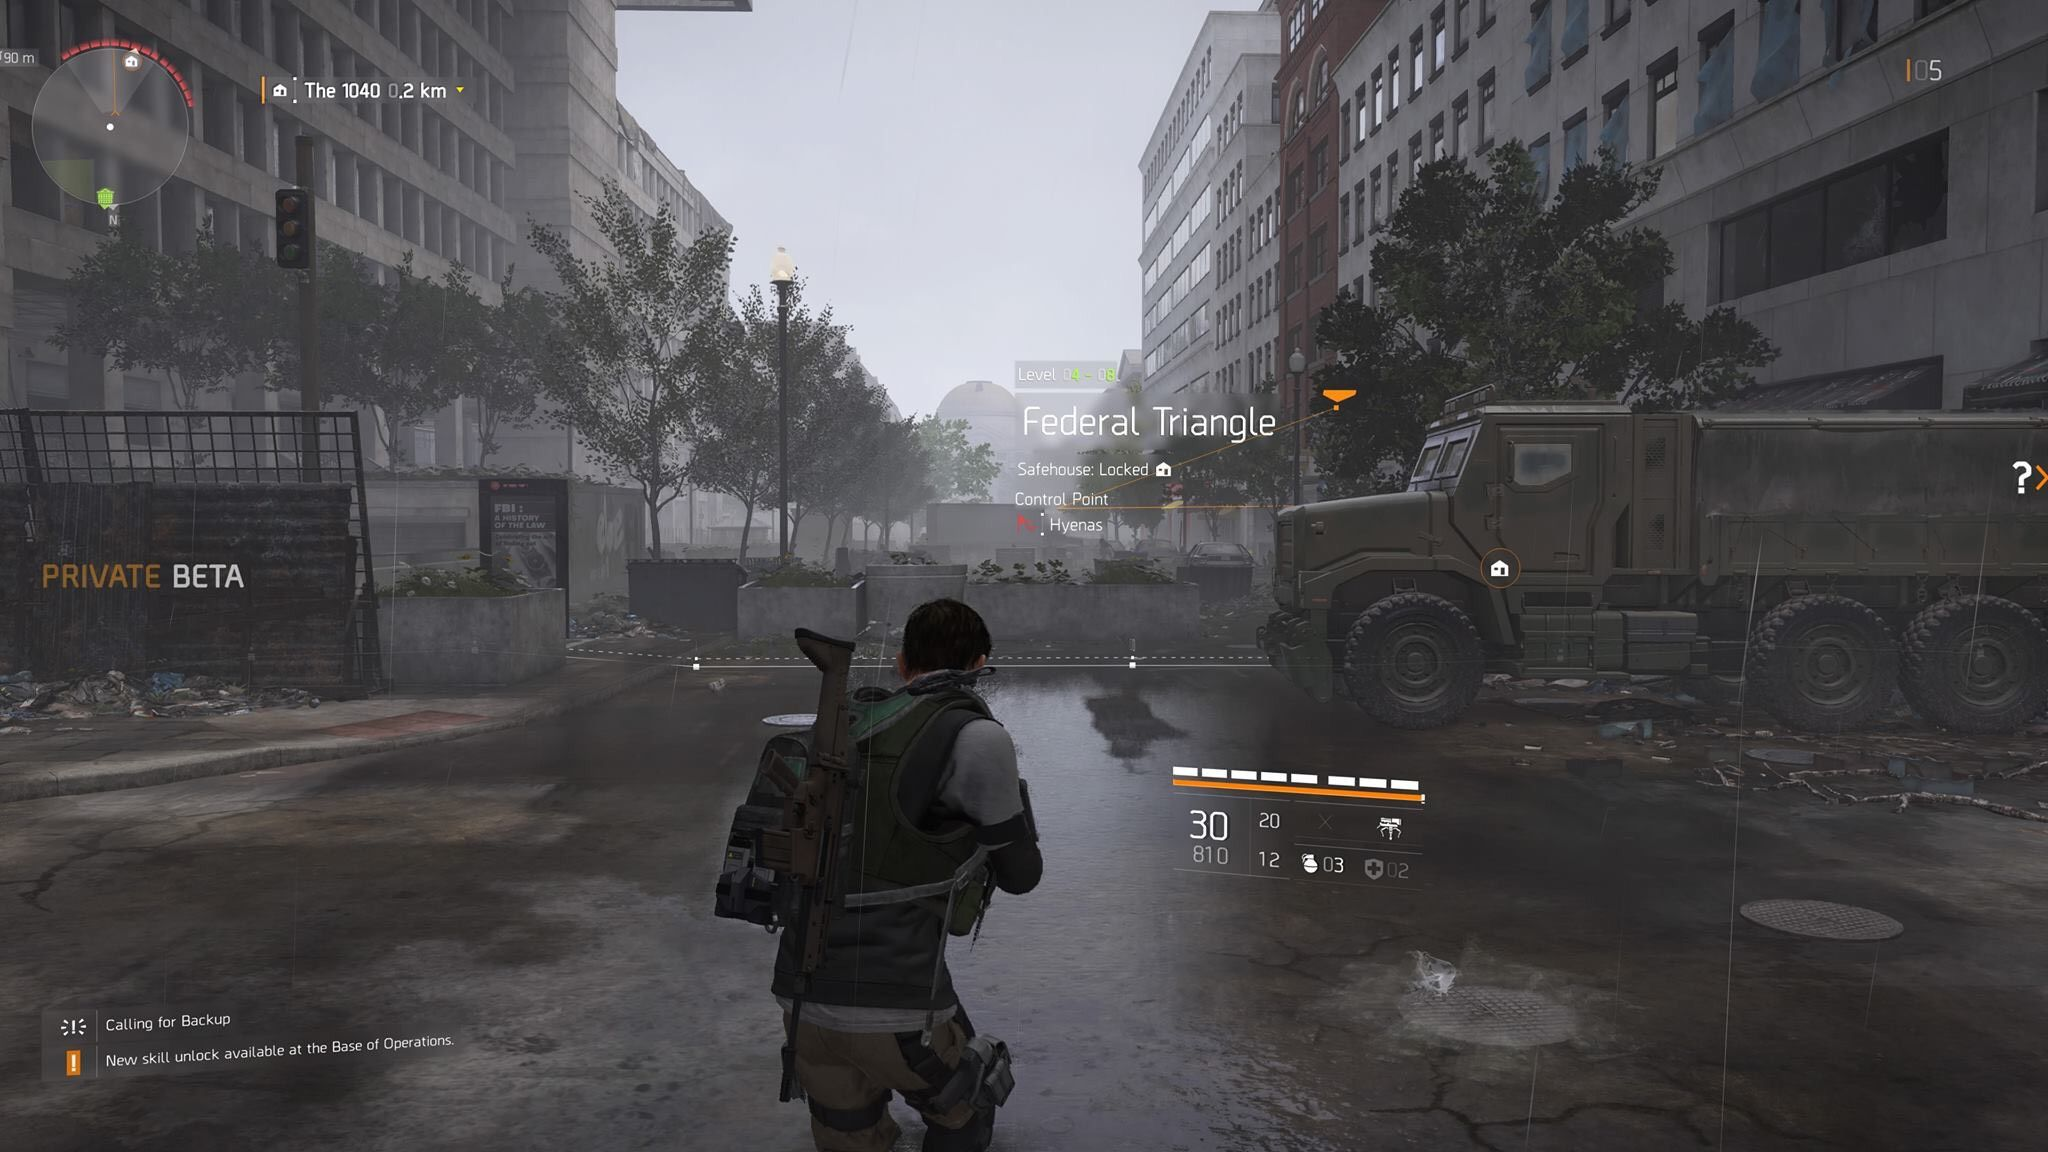 90 m
The 1040 0.2 km
05
N
Level 04 - 08
Federal Triangle
Safehouse: Locked
Control Point
Hyenas
?
FBI :
A HISTORY
OF THE LAW
PRIVATE BETA
30
810
20
12
03
02
Calling for Backup
New skill unlock available at the Base of Operations.